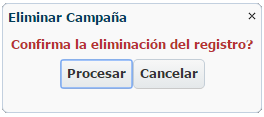 Eliminar Campaña ×
Confirma la eliminación del registro?
Procesar Cancelar